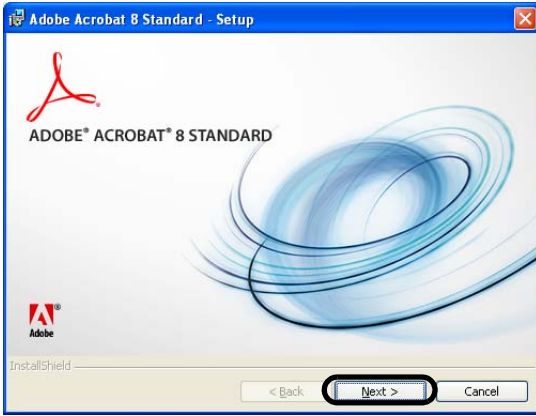 Adobe Acrobat 8 Standard - Setup
ADOBE® ACROBAT® 8 STANDARD
Adobe
InstallShield
< Back Next > Cancel